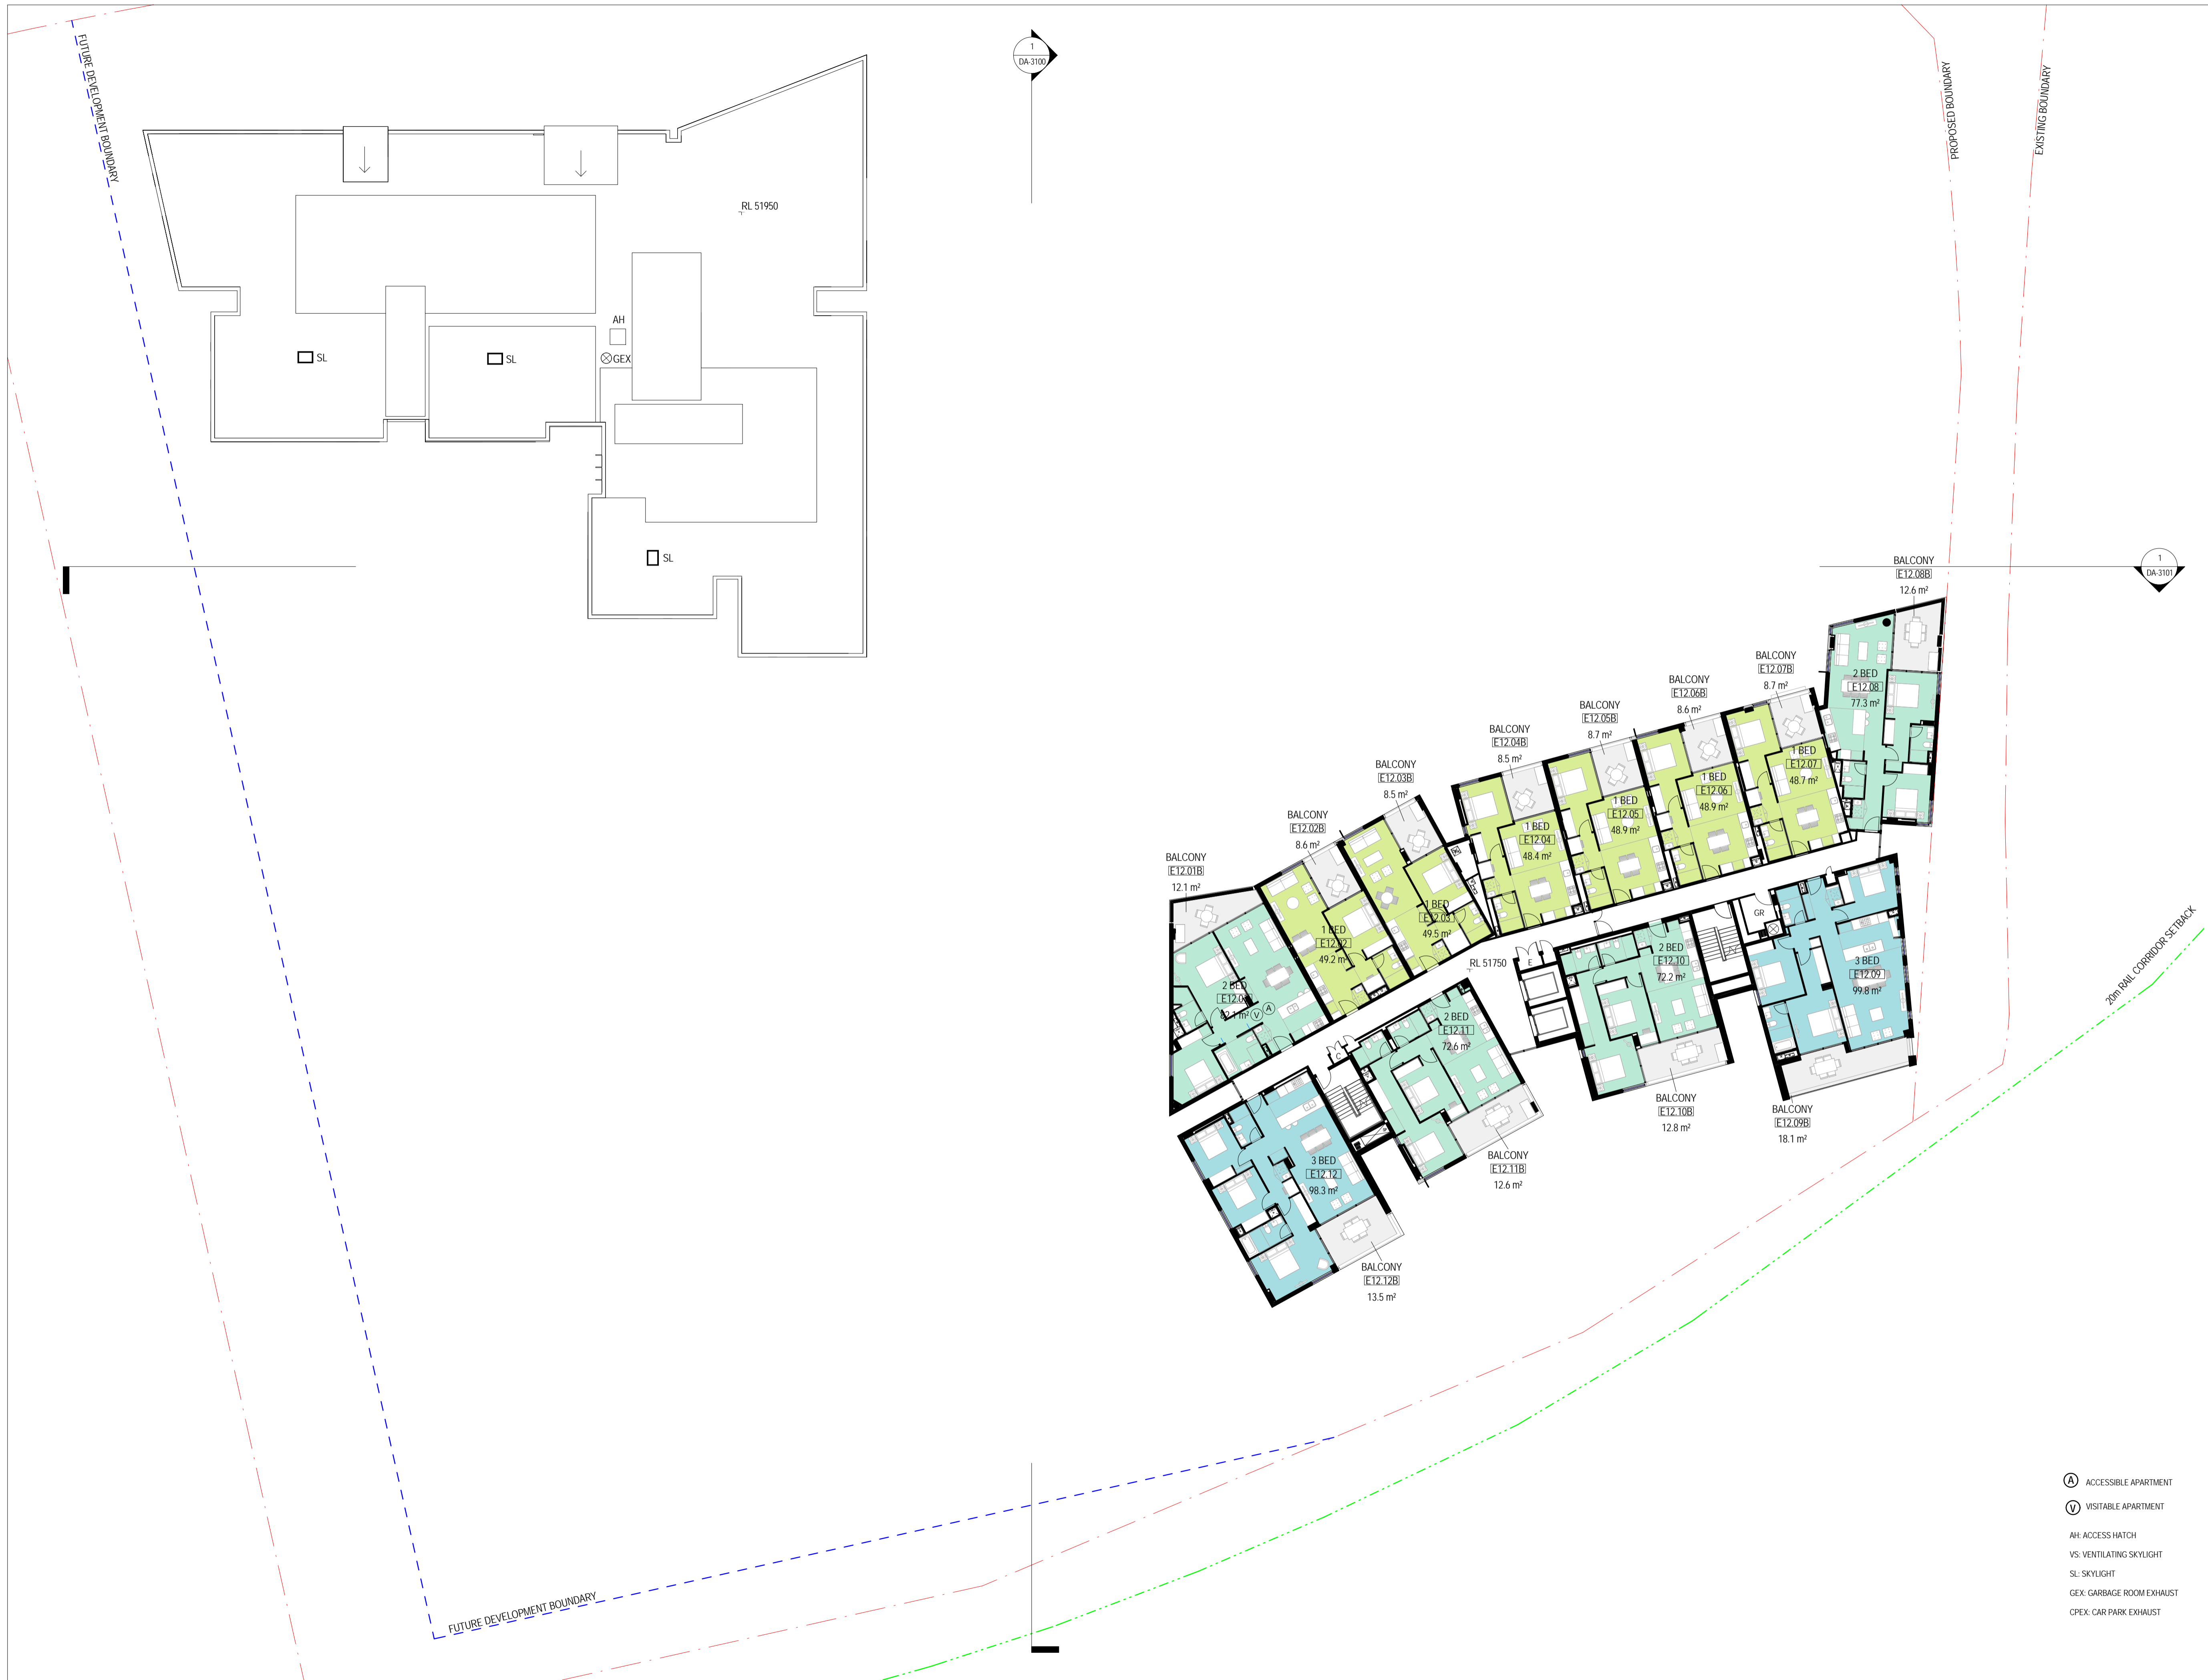 FUTURE DEVELOPMENT BOUNDARY
1
DA-3100
PROPOSED BOUNDARY
EXISTING BOUNDARY
RL 51950
AH
SL
SL
GEX
SL
1
DA-3101
BALCONY
E12.08B
12.6 m²
BALCONY
E12.07B
8.7 m²
BALCONY
E12.06B
8.6 m²
BALCONY
E12.05B
8.7 m²
BALCONY
E12.04B
8.5 m²
BALCONY
E12.03B
8.5 m²
BALCONY
E12.02B
8.6 m²
BALCONY
E12.01B
12.1 m²
2 BED
E12.08
77.3 m²
1 BED
E12.07
48.7 m²
1 BED
E12.06
48.9 m²
1 BED
E12.05
48.9 m²
1 BED
E12.04
48.4 m²
1 BED
E12.03
49.5 m²
1 BED
E12.02
49.2 m²
2 BED
E12.01
82.1 m²
V
A
GR
RL 51750
E
C
2 BED
E12.10
72.2 m²
3 BED
E12.09
99.8 m²
2 BED
E12.11
72.6 m²
3 BED
E12.12
98.3 m²
BALCONY
E12.10B
12.8 m²
BALCONY
E12.09B
18.1 m²
BALCONY
E12.11B
12.6 m²
BALCONY
E12.12B
13.5 m²
20m RAIL CORRIDOR SETBACK
FUTURE DEVELOPMENT BOUNDARY
A ACCESSIBLE APARTMENT
V VISITABLE APARTMENT
AH: ACCESS HATCH
VS: VENTILATING SKYLIGHT
SL: SKYLIGHT
GEX: GARBAGE ROOM EXHAUST
CPEX: CAR PARK EXHAUST